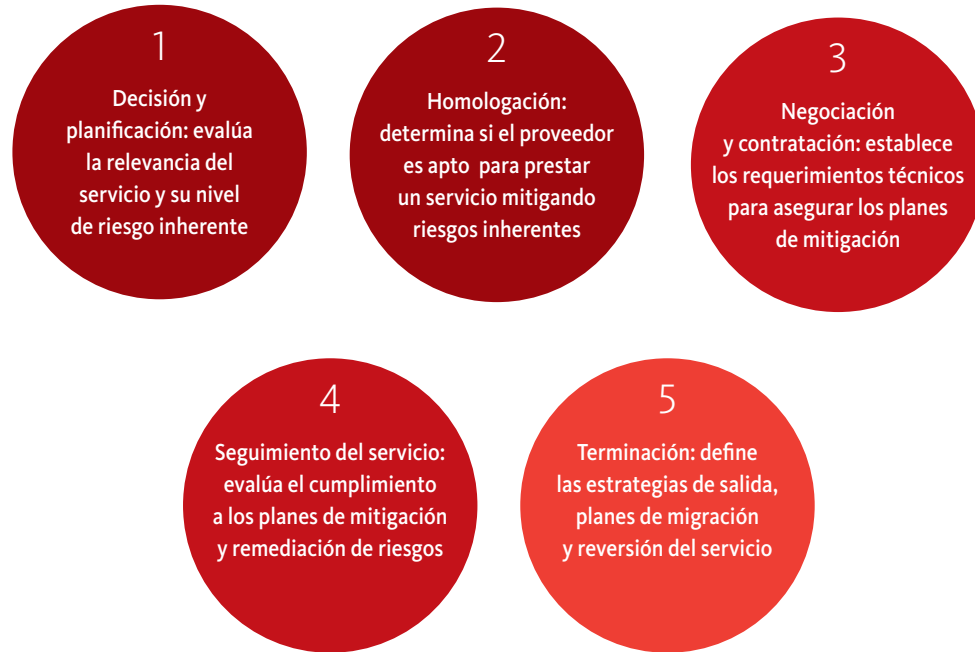 1
Decisión y
planificación: evalúa
la relevancia del
servicio y su nivel
de riesgo inherente
2
Homologación:
determina si el proveedor
es apto para prestar
un servicio mitigando
riesgos inherentes
3
Negociación
y contratación: establece
los requerimientos técnicos
para asegurar los planes
de mitigación
4
Seguimiento del servicio:
evalúa el cumplimiento
a los planes de mitigación
y remediación de riesgos
5
Terminación: define
las estrategias de salida,
planes de migración
y reversión del servicio